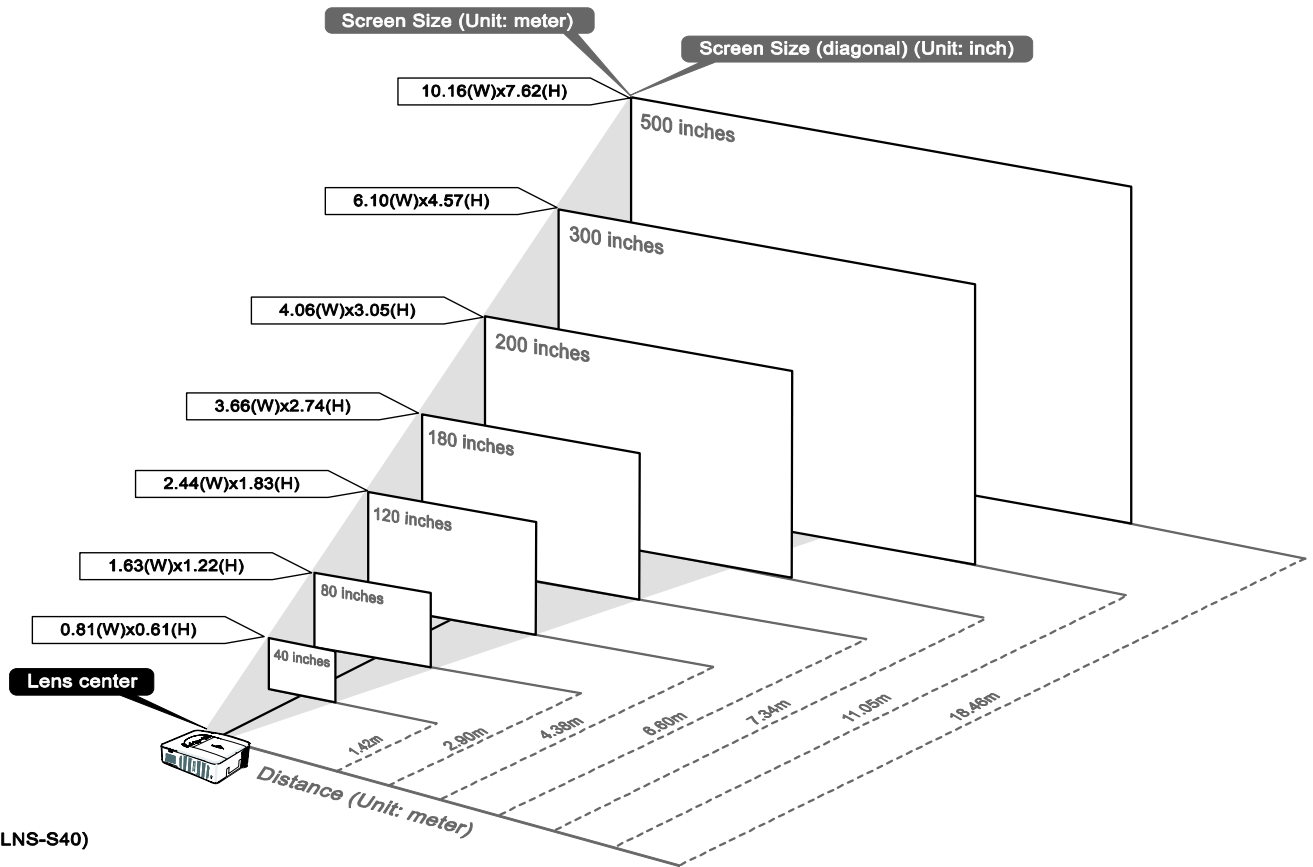 Screen Size (Unit: meter)
Screen Size (diagonal) (Unit: inch)
10.16(W)x7.62(H)
500 inches
6.10(W)x4.57(H)
300 inches
4.06(W)x3.05(H)
200 inches
3.66(W)x2.74(H)
180 inches
2.44(W)x1.83(H)
120 inches
1.63(W)x1.22(H)
80 inches
0.81(W)x0.61(H)
40 inches
Lens center
1.42m
2.90m
4.38m
6.60m
7.34m
11.05m
18.46m
Distance (Unit: meter)
LNS-S40)